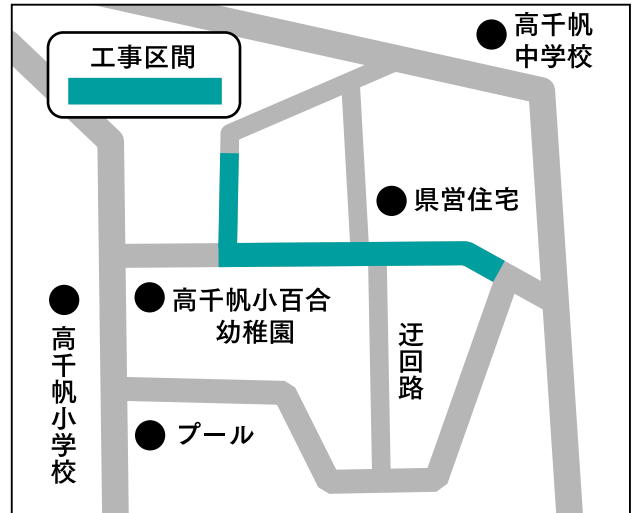 工事区間
高千帆
中学校
県営住宅
高千帆小百合
幼稚園
高千帆小学校
迂回路
プール